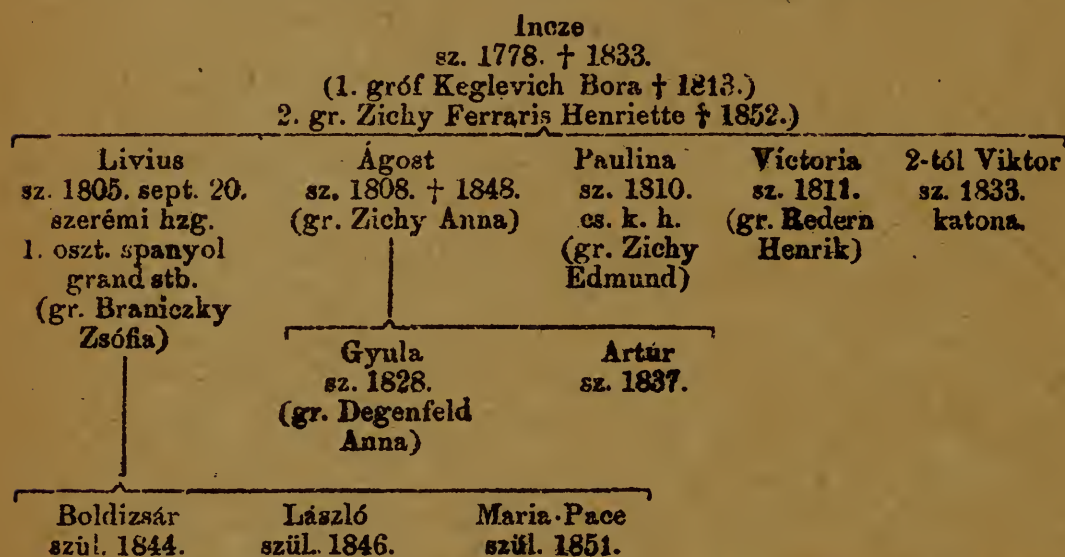 Incze
sz. 1778. † 1833.
(1. gróf Keglevich Bora † 1813.)
2. gr. Zichy Ferraris Henriette † 1852.)
Livius
sz. 1805. sept. 20.
szerémi hzg.
1. oszt. spanyol
grand stb.
(gr. Braniczky
Zsófia)
Ágost
sz. 1808. † 1848.
(gr. Zichy Anna)
Paulina
sz. 1810.
cs. k. h.
(gr. Zichy
Edmund)
Victoria
sz. 1811.
(gr. Redern
Henrik)
2-tól Viktor
sz. 1833.
katona.
Gyula
sz. 1828.
(gr. Degenfeld
Anna)
Artúr
sz. 1837.
Boldizsár
szül. 1844.
László
szül. 1846.
Maria-Pace
szül. 1851.